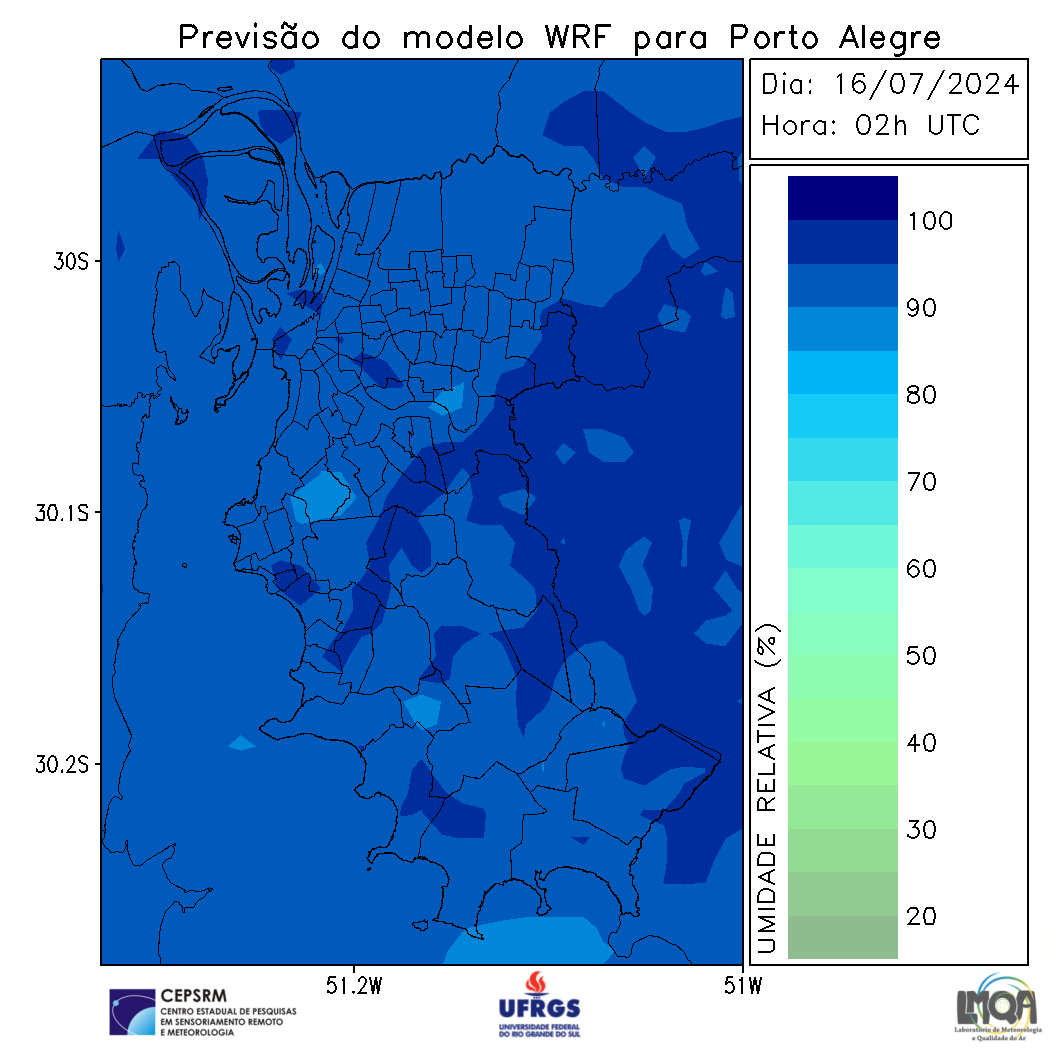 Previsão do modelo WRF para Porto Alegre
Dia: 16/07/2024
Hora: 02h UTC
30S
30.1S
30.2S
51.2W
51W
UMIDADE RELATIVA (%)
100
90
80
70
60
50
40
30
20
CEPSRM
CENTRO ESTADUAL DE PESQUISAS
EM SENSORIAMENTO REMOTO
E METEOROLOGIA
UFRGS
UNIVERSIDADE FEDERAL
DO RIO GRANDE DO SUL
LMQA
Laboratório de Meteorologia
e Qualidade do Ar